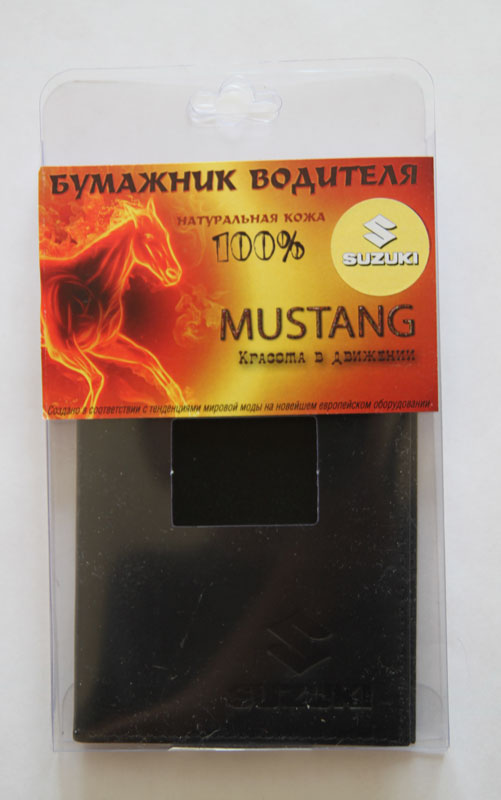 БУМАЖНИК ВОДИТЕЛЯ
НАТУРАЛЬНАЯ КОЖА
100%
SUZUKI
MUSTANG
Красота в движении
Создано в соответствии с тенденциями мировой моды на новейшем европейском оборудовании
SUZUKI